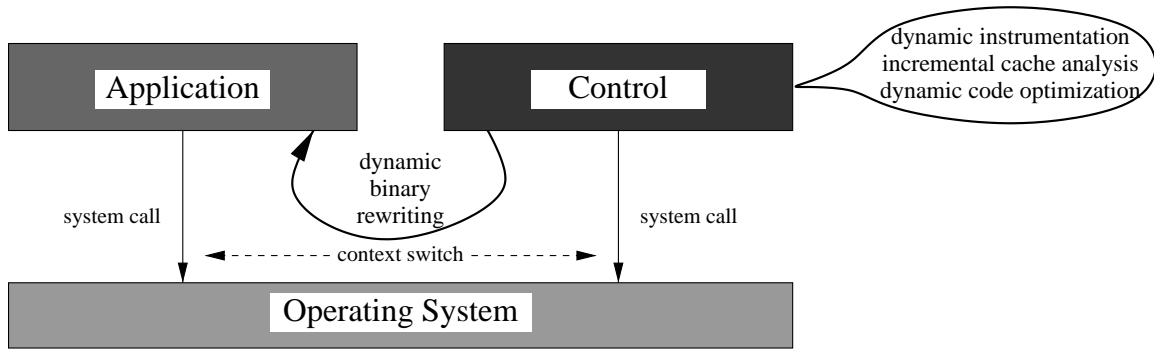 dynamic instrumentation
incremental cache analysis
dynamic code optimization
Application
Control
dynamic
binary
rewriting
system call
system call
context switch
Operating System